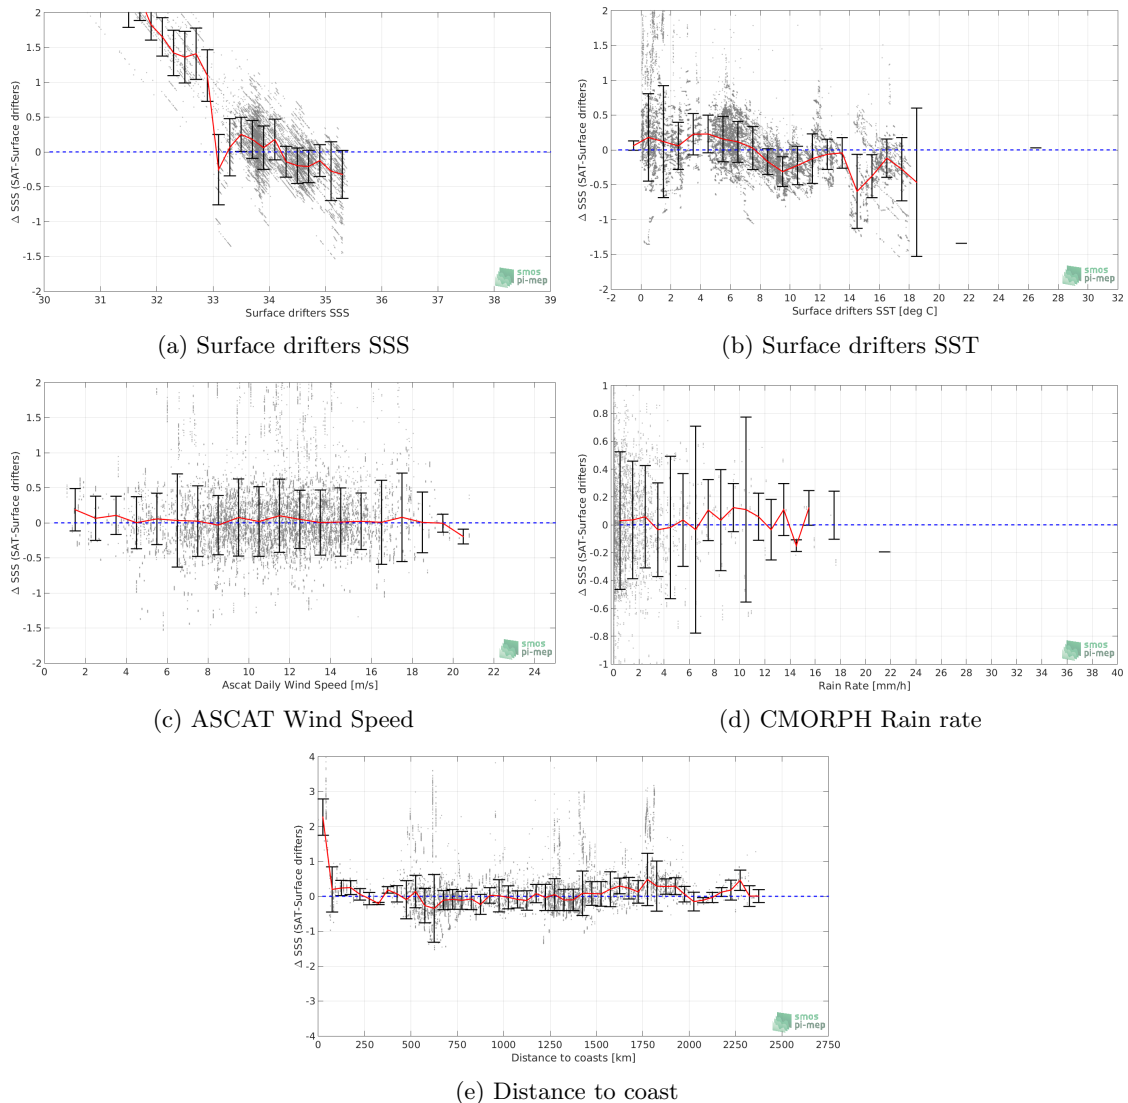 2
1.5
1
0.5
0
-0.5
-1
-1.5
-2
Δ SSS (SAT-Surface drifters)
30 31 32 33 34 35 36 37 38 39
Surface drifters SSS
smos
pi-mep
(a) Surface drifters SSS
2
1.5
1
0.5
0
-0.5
-1
-1.5
-2
Δ SSS (SAT-Surface drifters)
-2 0 2 4 6 8 10 12 14 16 18 20 22 24 26 28 30 32
Surface drifters SST [deg C]
smos
pi-mep
(b) Surface drifters SST
2
1.5
1
0.5
0
-0.5
-1
-1.5
-2
Δ SSS (SAT-Surface drifters)
0 2 4 6 8 10 12 14 16 18 20 22 24
Ascat Daily Wind Speed [m/s]
smos
pi-mep
(c) ASCAT Wind Speed
1
0.8
0.6
0.4
0.2
0
-0.2
-0.4
-0.6
-0.8
-1
Δ SSS (SAT-Surface drifters)
0 2 4 6 8 10 12 14 16 18 20 22 24 26 28 30 32 34 36 38 40
Rain Rate [mm/h]
smos
pi-mep
(d) CMORPH Rain rate
4
3
2
1
0
-1
-2
-3
-4
Δ SSS (SAT-Surface drifters)
0 250 500 750 1000 1250 1500 1750 2000 2250 2500 2750
Distance to coasts [km]
smos
pi-mep
(e) Distance to coast